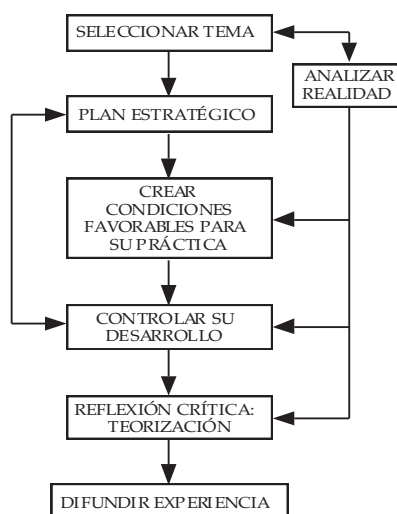 SELECCIONAR TEMA
ANALIZAR
REALIDAD
PLAN ESTRATÉGICO
CREAR
CONDICIONES
FAVORABLES PARA
SU PRÁCTICA
CONTROLAR SU
DESARROLLO
REFLEXIÓN CRÍTICA:
TEORIZACIÓN
DIFUNDIR EXPERIENCIA